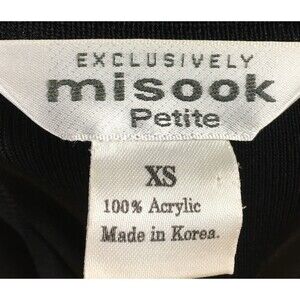 EXCLUSIVELY
misook
Petite
XS
100% Acrylic
Made in Korea.